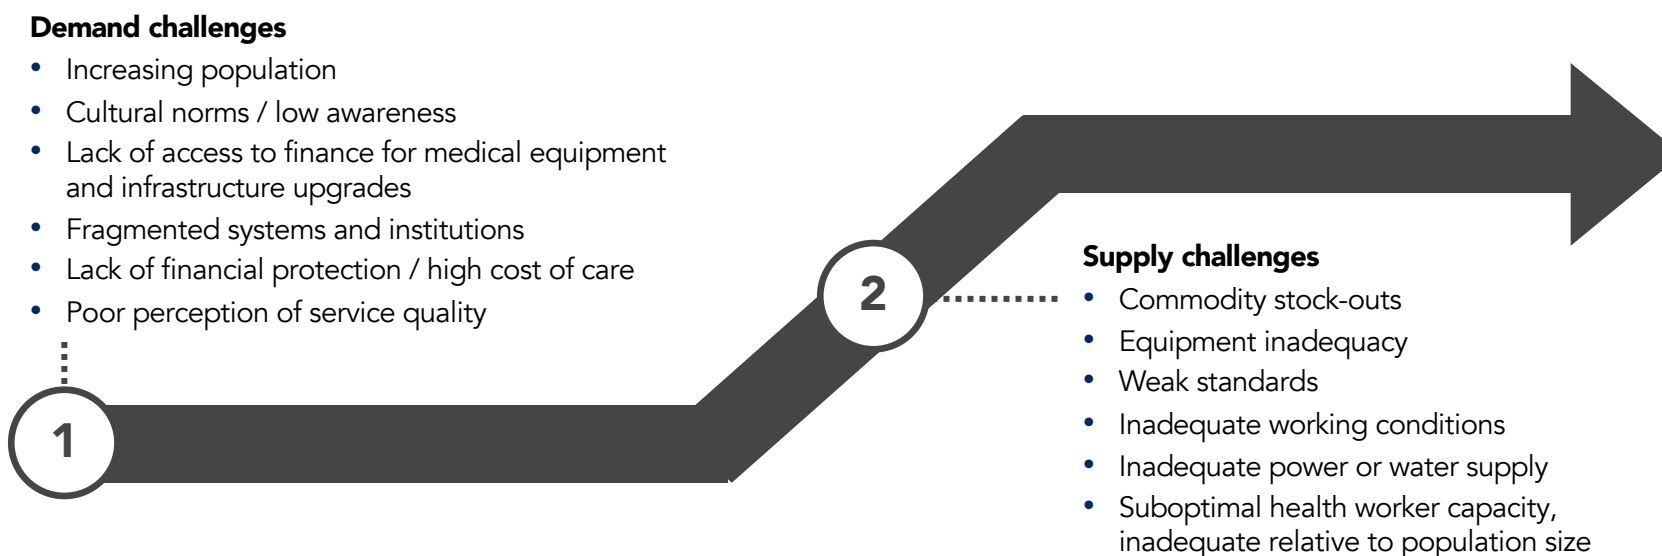 Demand challenges
• Increasing population
• Cultural norms / low awareness
• Lack of access to finance for medical equipment
and infrastructure upgrades
• Fragmented systems and institutions
• Lack of financial protection / high cost of care
• Poor perception of service quality
1
2
Supply challenges
• Commodity stock-outs
• Equipment inadequacy
• Weak standards
• Inadequate working conditions
• Inadequate power or water supply
• Suboptimal health worker capacity,
inadequate relative to population size